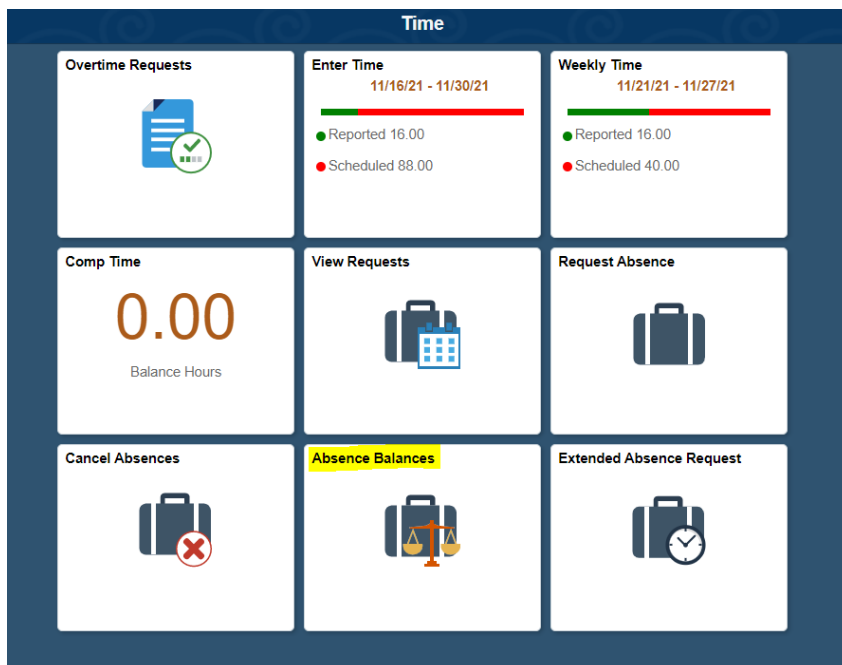 Time
Overtime Requests
Enter Time
11/16/21 - 11/30/21
Reported 16.00
Scheduled 88.00
Weekly Time
11/21/21 - 11/27/21
Reported 16.00
Scheduled 40.00
Comp Time
0.00
Balance Hours
View Requests
Request Absence
Cancel Absences
Absence Balances
Extended Absence Request